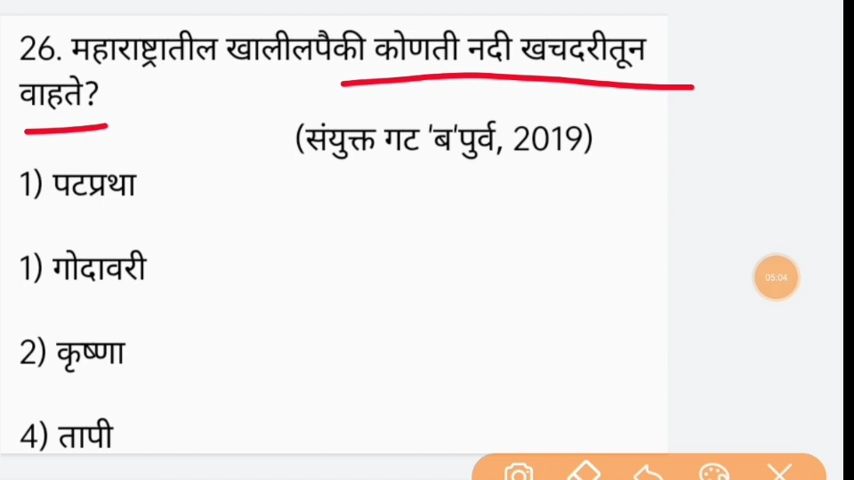 26. महाराष्ट्रातील खालीलपैकी कोणती नदी खचदरीतून
वाहते?
(संयुक्त गट 'ब'पुर्व, 2019)
1) पटप्रथा
1) गोदावरी
2) कृष्णा
4) तापी
05:04